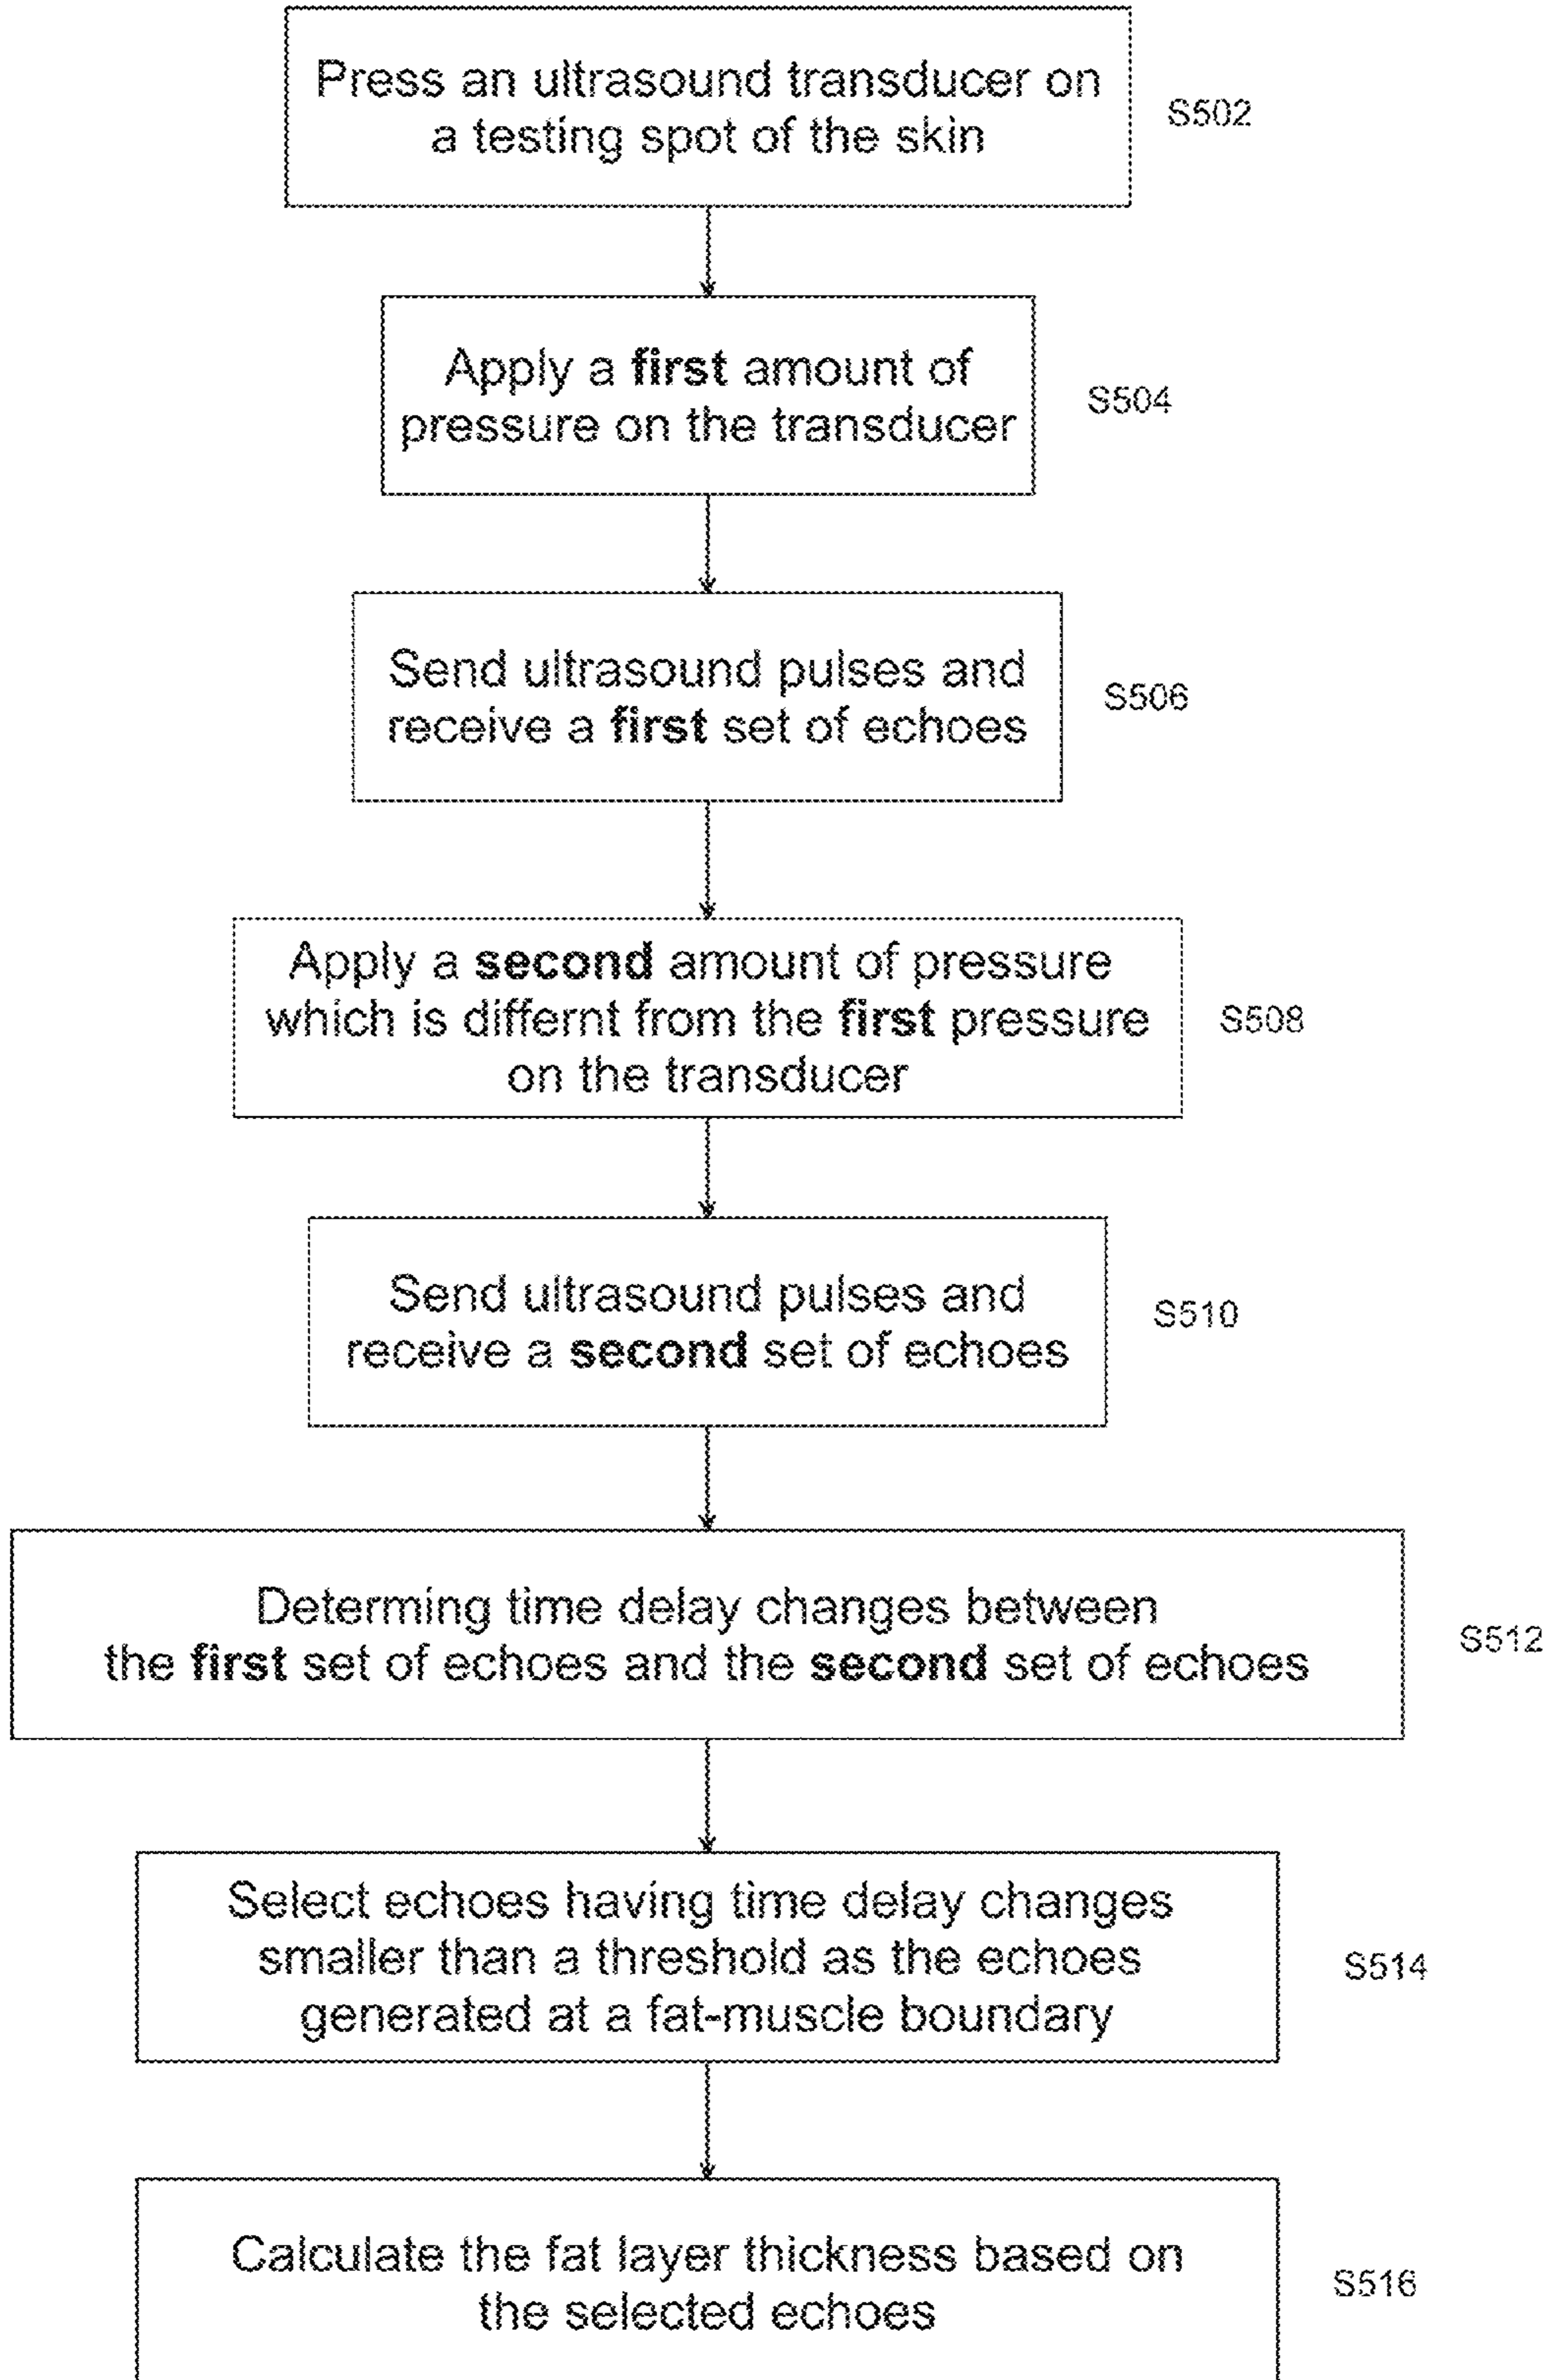 Press an ultrasound transducer on
a testing spot of the skin
S502
Apply a first amount of
pressure on the transducer
S504
Send ultrasound pulses and
receive a first set of echoes
S506
Apply a second amount of pressure
which is differnt from the first pressure
on the transducer
S508
Send ultrasound pulses and
receive a second set of echoes
S510
Determing time delay changes between
the first set of echoes and the second set of echoes
S512
Select echoes having time delay changes
smaller than a threshold as the echoes
generated at a fat-muscle boundary
S514
Calculate the fat layer thickness based on
the selected echoes
S516